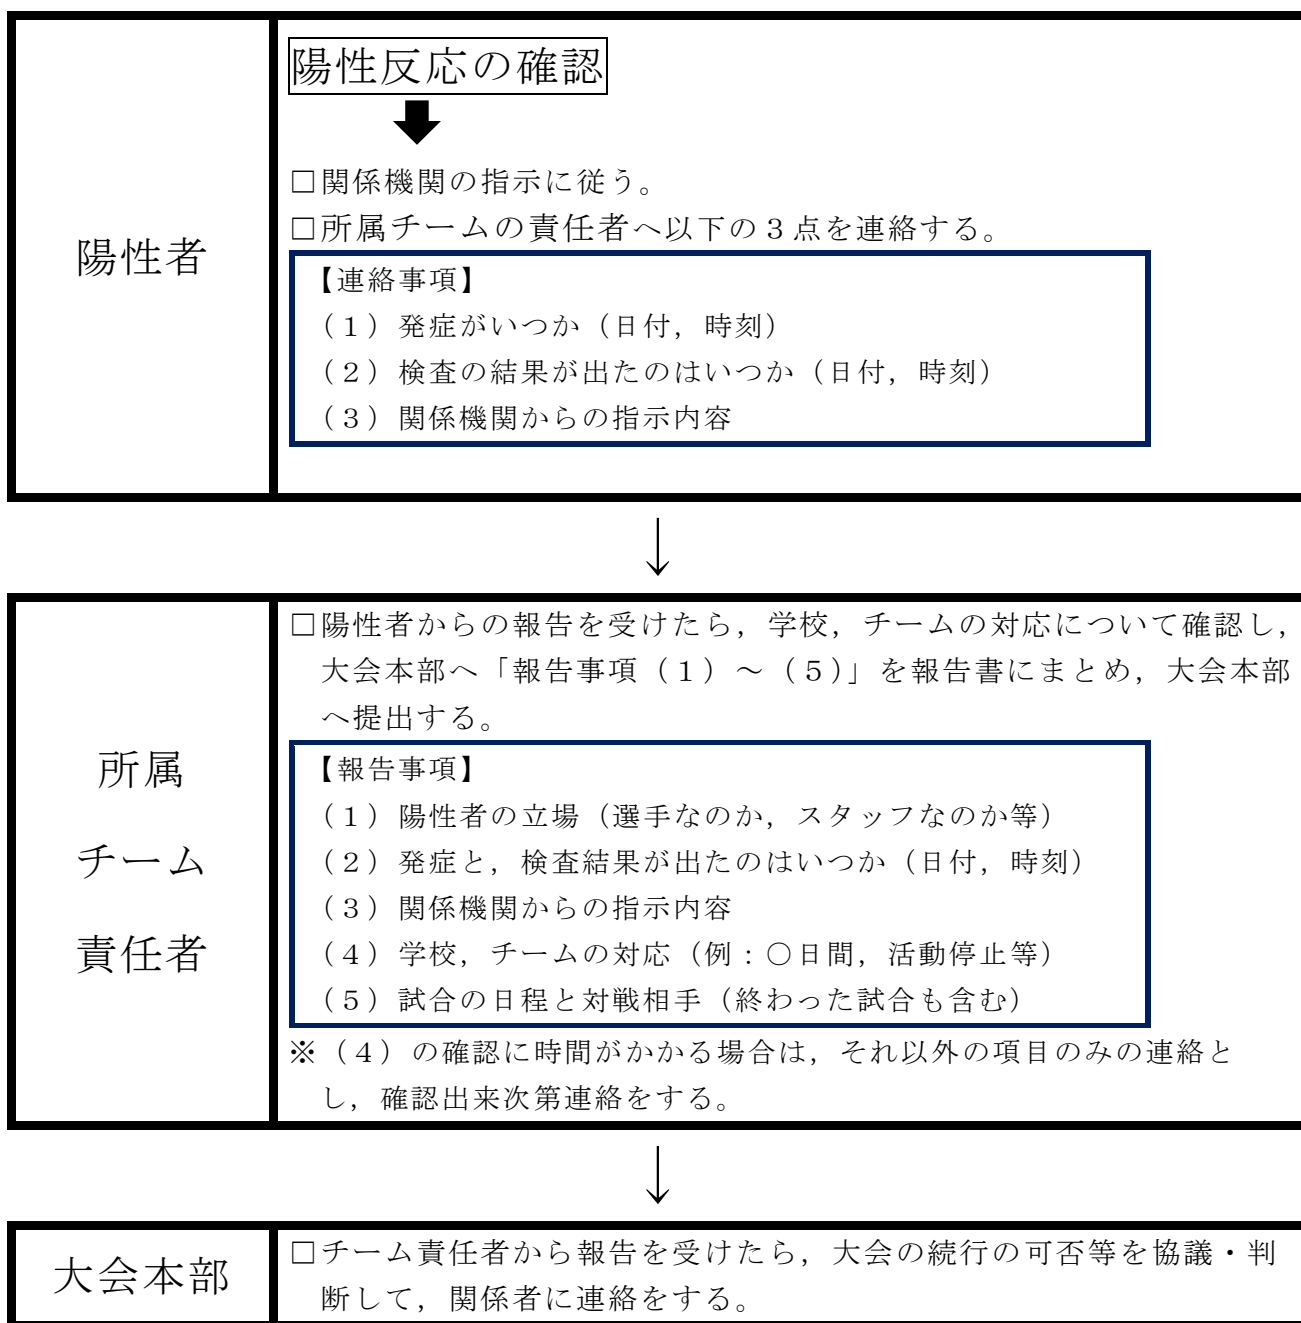 陽性者
陽性反応の確認
□関係機関の指示に従う。
□所属チームの責任者へ以下の3点を連絡する。
【連絡事項】
（１）発症がいつか（日付，時刻）
（２）検査の結果が出たのはいつか（日付，時刻）
（３）関係機関からの指示内容
↓
所属
チーム
責任者
□陽性者からの報告を受けたら，学校，チームの対応について確認し，
大会本部へ「報告事項（１）～（５）」を報告書にまとめ，大会本部
へ提出する。
【報告事項】
（１）陽性者の立場（選手なのか，スタッフなのか等）
（２）発症と，検査結果が出たのはいつか（日付，時刻）
（３）関係機関からの指示内容
（４）学校，チームの対応（例：○日間，活動停止等）
（５）試合の日程と対戦相手（終わった試合も含む）
※（４）の確認に時間がかかる場合は，それ以外の項目のみの連絡と
し，確認出来次第連絡をする。
↓
大会本部
□チーム責任者から報告を受けたら，大会の続行の可否等を協議・判
断して，関係者に連絡をする。